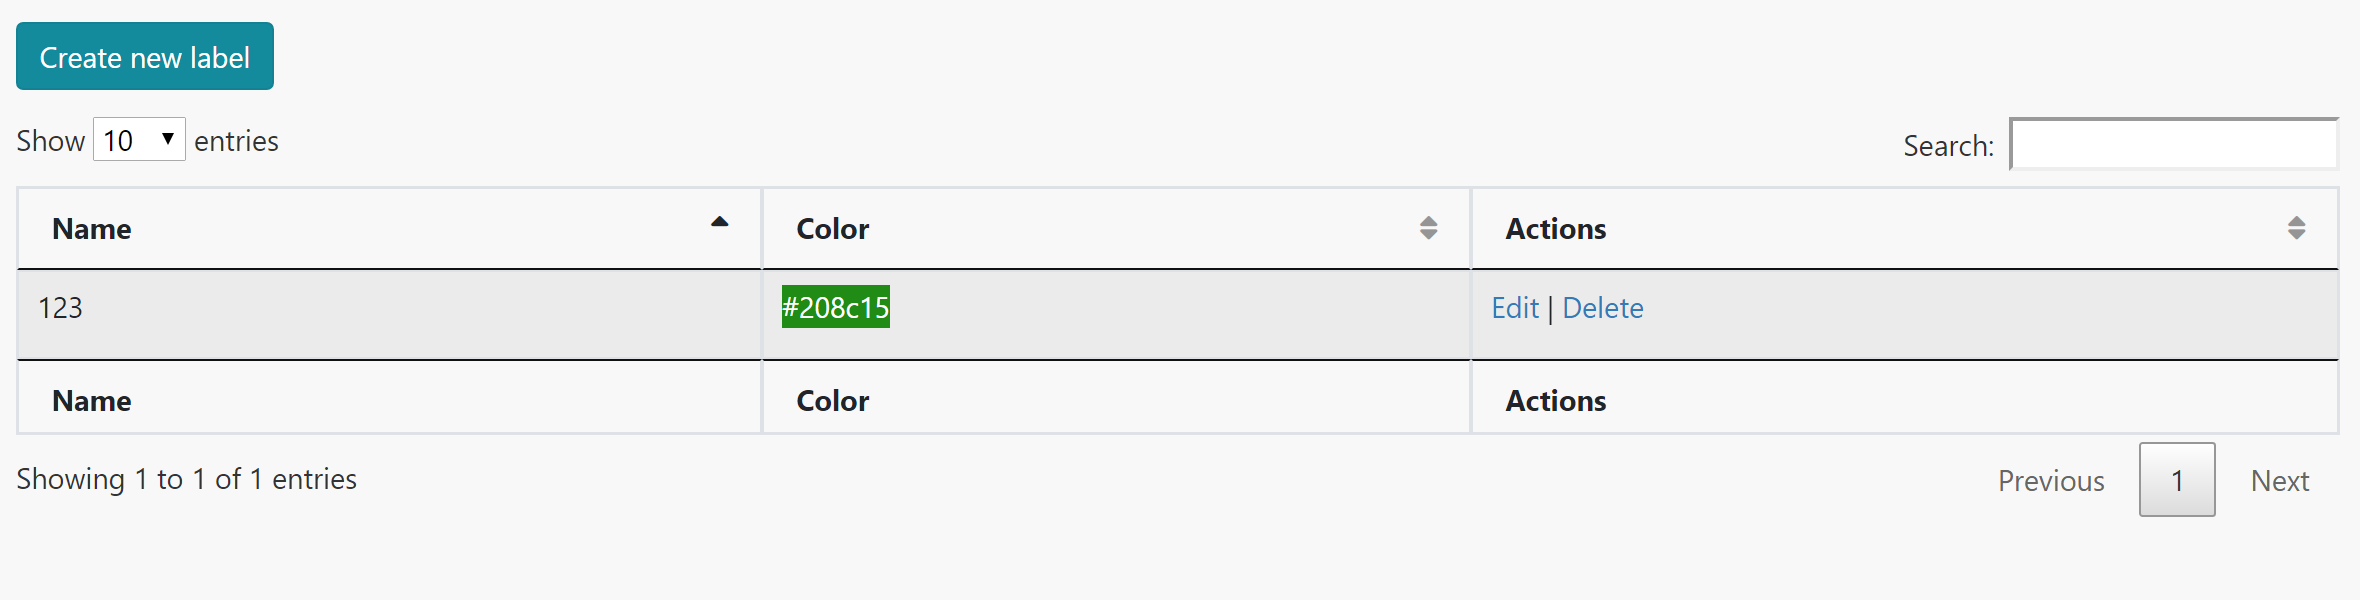 Create new label
Show 10 entries
Search:
Name Color Actions
123 #208c15 Edit | Delete
Name Color Actions
Showing 1 to 1 of 1 entries
Previous 1 Next